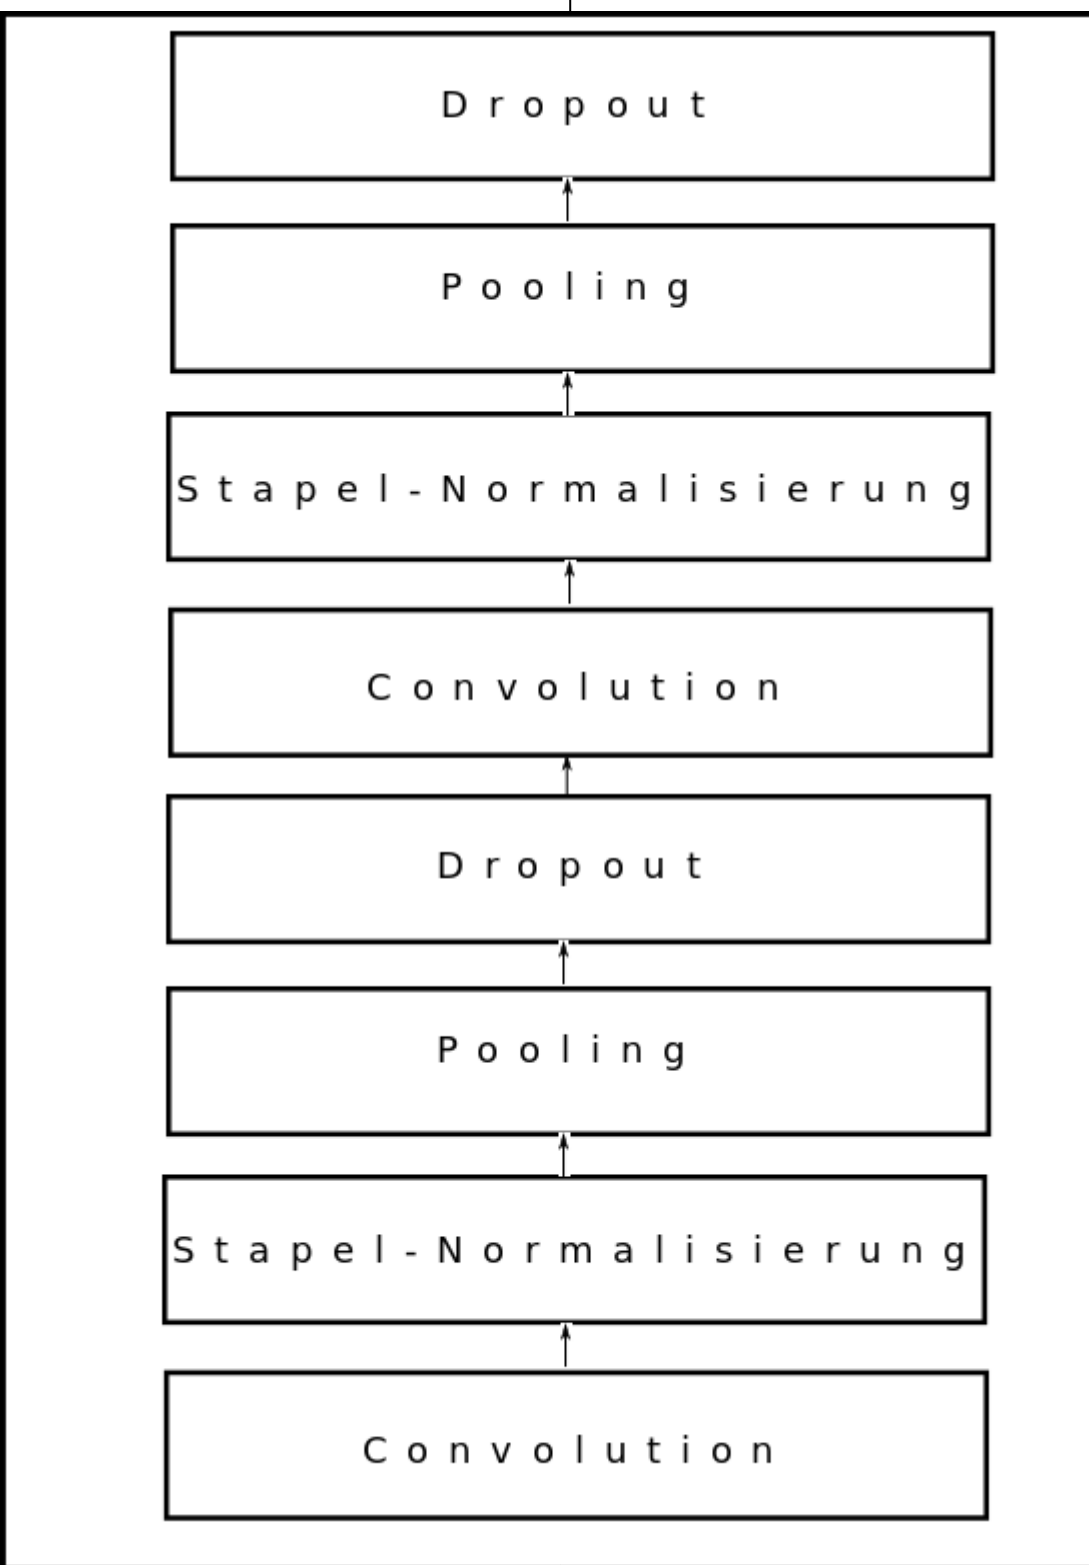 Dropout
Pooling
Stapel-Normalisierung
Convolution
Dropout
Pooling
Stapel-Normalisierung
Convolution